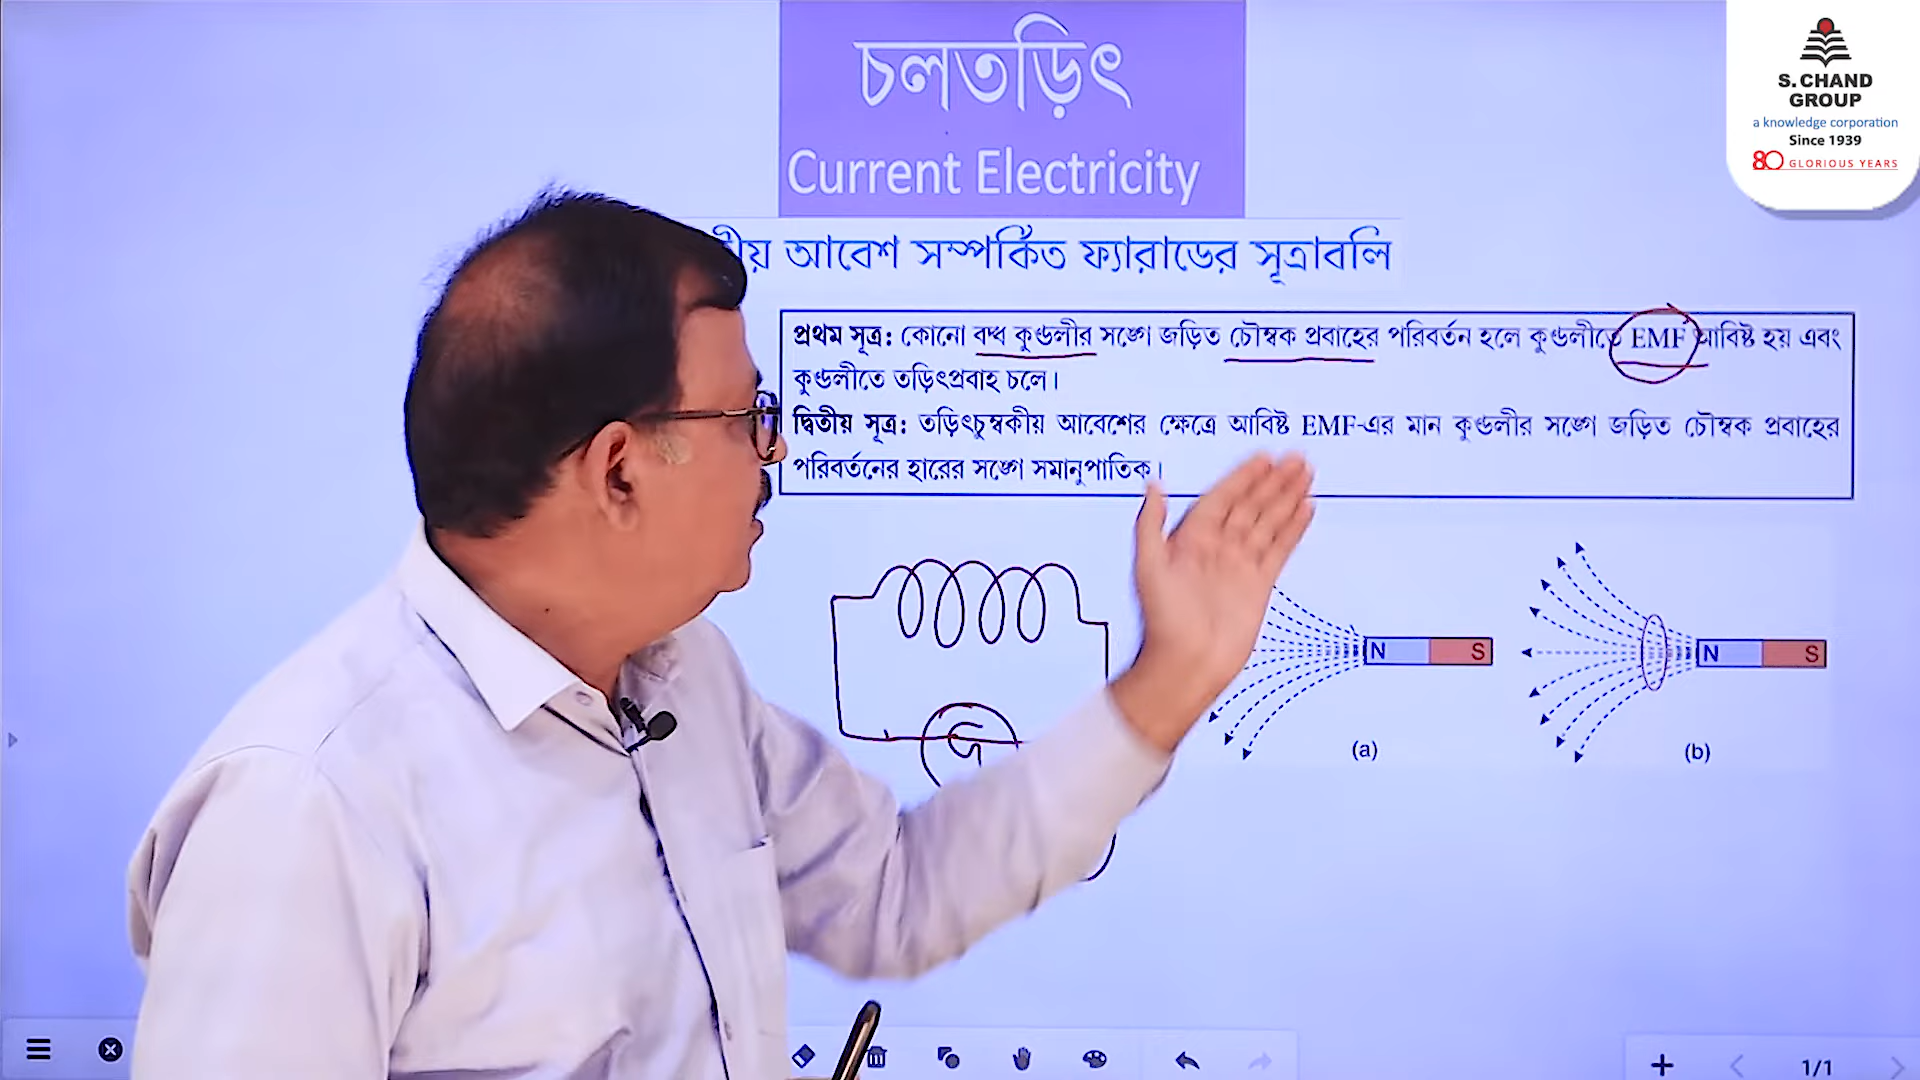 চলতড়িৎ
Current Electricity
S. CHAND
GROUP
a knowledge corporation
Since 1939
80 GLORIOUS YEARS
আবেশ সম্পর্কিত ফ্যারাডের সূত্রাবলি
প্রথম সূত্র: কোনো বদ্ধ কুণ্ডলীর সঙ্গে জড়িত চৌম্বক প্রবাহের পরিবর্তন হলে কুণ্ডলীতে EMF আবিষ্ট হয় এবং
কুণ্ডলীতে তড়িৎপ্রবাহ চলে।
দ্বিতীয় সূত্র: তড়িৎচুম্বকীয় আবেশের ক্ষেত্রে আবিষ্ট EMF-এর মান কুণ্ডলীর সঙ্গে জড়িত চৌম্বক প্রবাহের
পরিবর্তনের হারের সঙ্গে সমানুপাতিক।
G
N S
(a)
N S
(b)
1/1